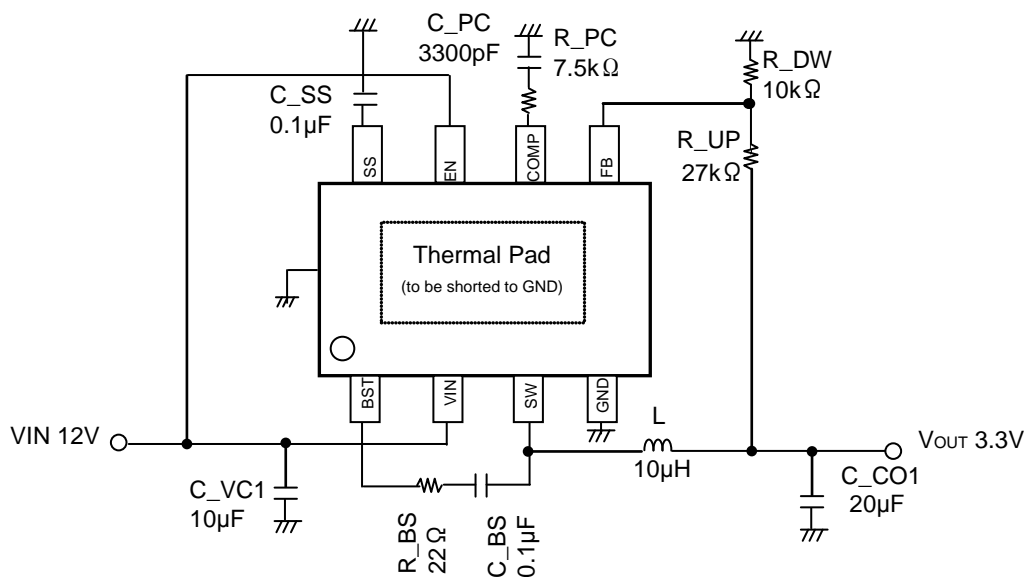 C_PC
3300pF
R_PC
7.5kΩ
R_DW
10kΩ
C_SS
0.1µF
R_UP
27kΩ
SS
EN
COMP
FB
Thermal Pad
(to be shorted to GND)
BST
VIN
SW
GND
VIN 12V
L
10µH
VOUT 3.3V
C_VC1
10µF
R_BS
22Ω
C_BS
0.1µF
C_CO1
20µF